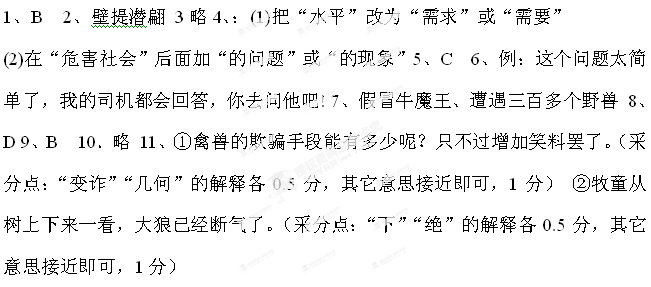 1、B 2、壁提潜翩 3 略 4、：(1)把“水平”改为“需求”或“需要”
(2)在“危害社会”后面加“的问题”或“的现象”5、C 6、例：这个问题太简
单了，我的司机都会回答，你去问他吧! 7、假冒牛魔王、遭遇三百多个野兽 8、
D 9、B 10．略 11、①禽兽的欺骗手段能有多少呢？只不过增加笑料罢了。（采
分点：“变诈”“几何”的解释各 0.5 分，其它意思接近即可，1 分） ②牧童从
树上下来一看，大狼已经断气了。（采分点：“下”“绝”的解释各 0.5 分，其它
意思接近即可，1 分）